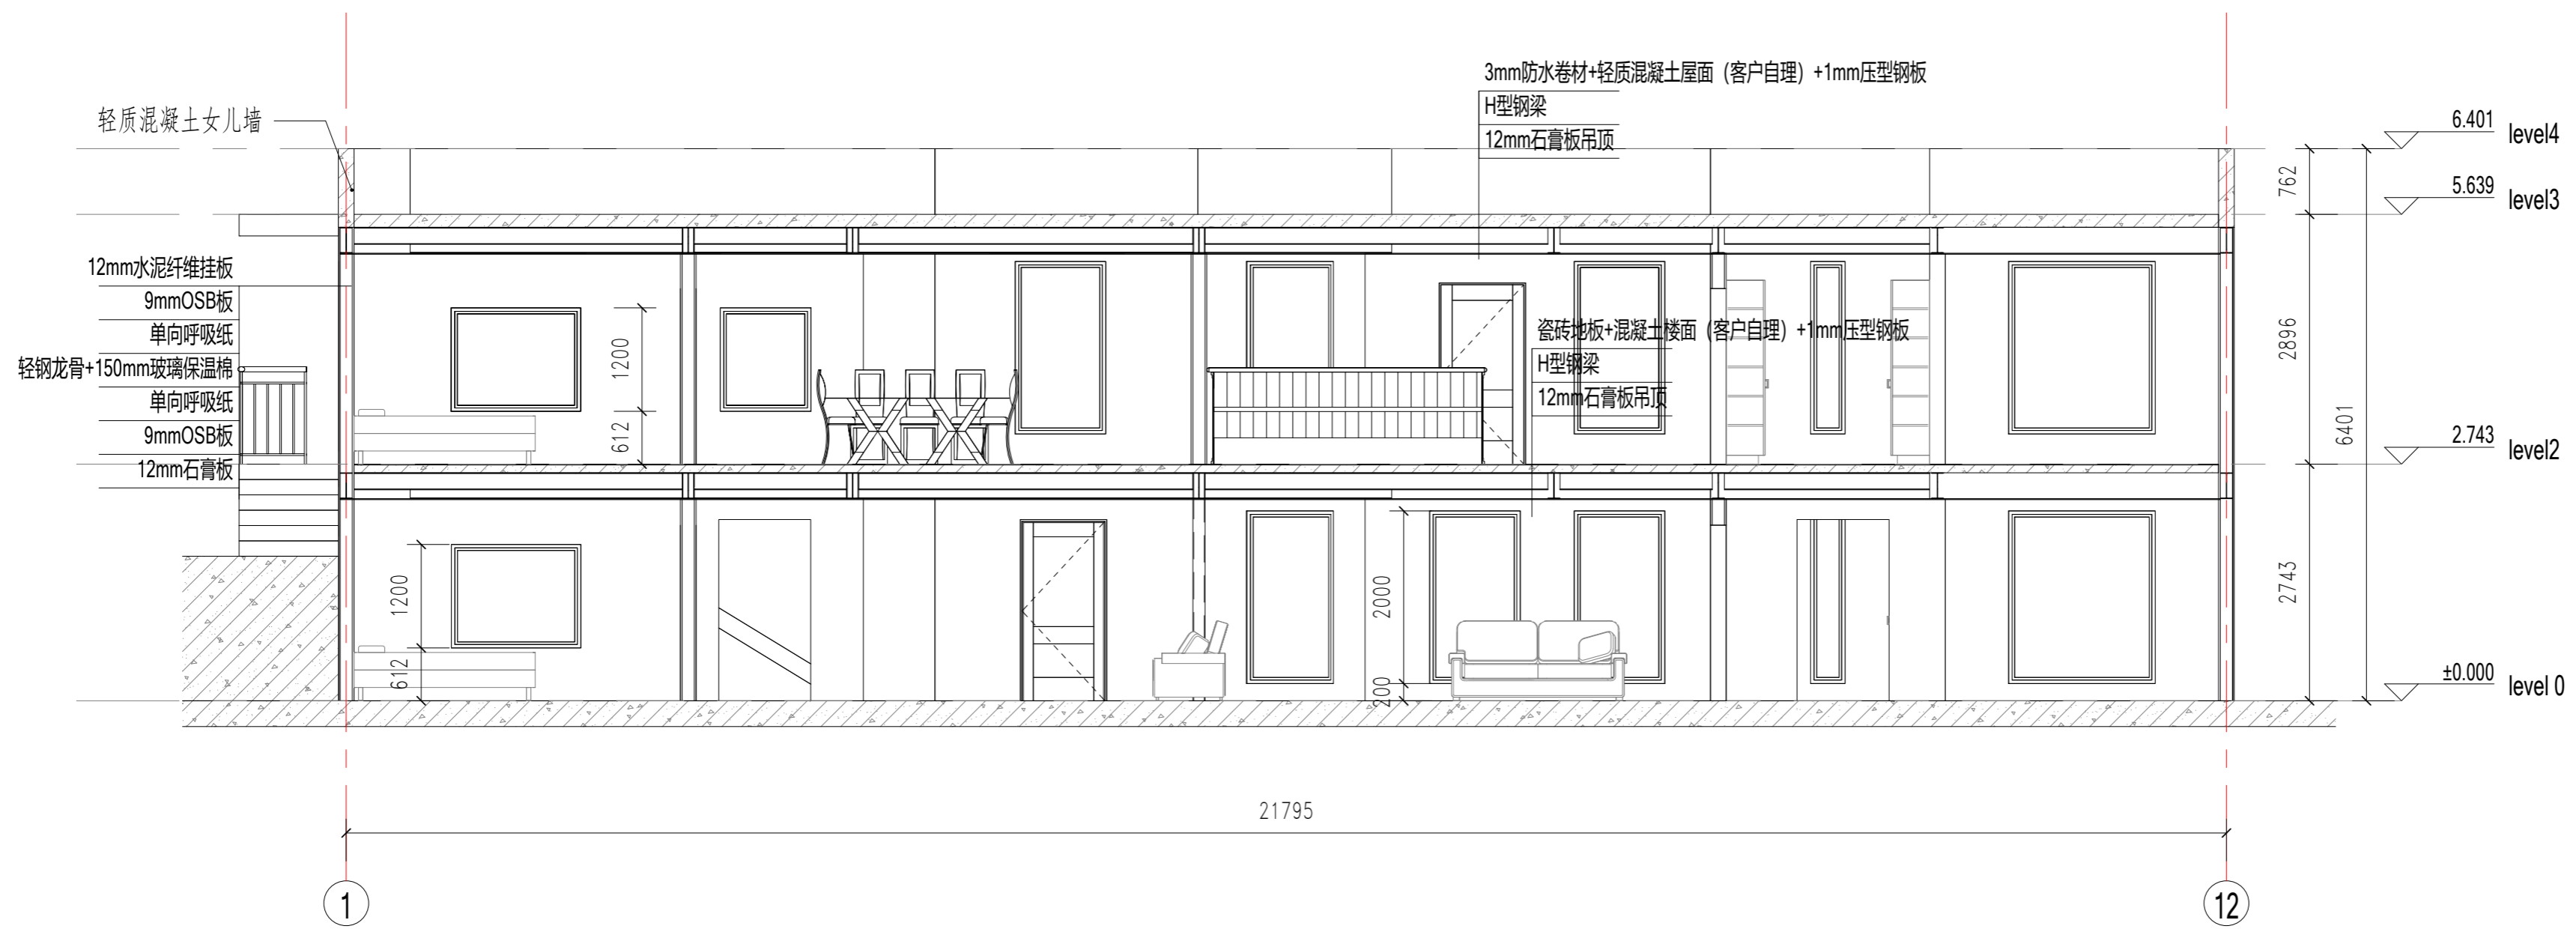 3mm防水卷材+轻质混凝土屋面（客户自理）+1mm压型钢板
H型钢梁
12mm石膏板吊顶
轻质混凝土女儿墙
6.401
level4
762
5.639
level3
12mm水泥纤维挂板
9mmOSB板
单向呼吸纸
轻钢龙骨+150mm玻璃保温棉
单向呼吸纸
9mmOSB板
12mm石膏板
1200
612
瓷砖地板+混凝土楼面（客户自理）+1mm压型钢板
H型钢梁
12mm石膏板吊顶
2896
6401
2.743
level2
1200
612
2000
200
2743
±0.000
level 0
21795
1
12